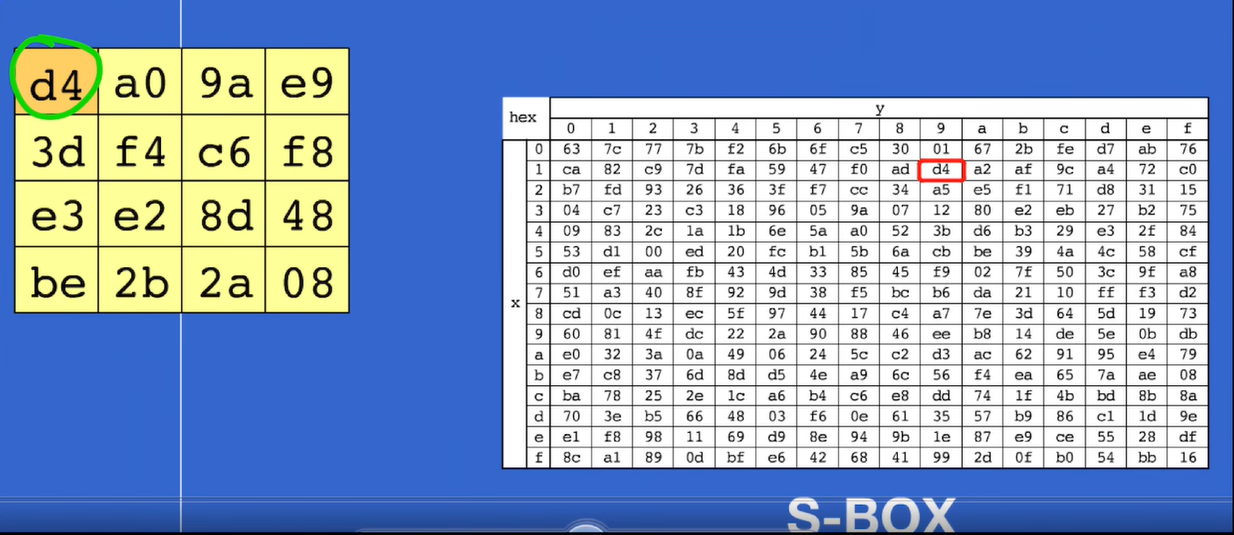 d4 a0 9a e9
3d f4 c6 f8
e3 e2 8d 48
be 2b 2a 08
hex y
0 1 2 3 4 5 6 7 8 9 a b c d e f
x
0 63 7c 77 7b f2 6b 6f c5 30 01 67 2b fe d7 ab 76
1 ca 82 c9 7d fa 59 47 f0 ad d4 a2 af 9c a4 72 c0
2 b7 fd 93 26 36 3f f7 cc 34 a5 e5 f1 71 d8 31 15
3 04 c7 23 c3 18 96 05 9a 07 12 80 e2 eb 27 b2 75
4 09 83 2c 1a 1b 6e 5a a0 52 3b d6 b3 29 e3 2f 84
5 53 d1 00 ed 20 fc b1 5b 6a cb be 39 4a 4c 58 cf
6 d0 ef aa fb 43 4d 33 85 45 f9 02 7f 50 3c 9f a8
7 51 a3 40 8f 92 9d 38 f5 bc b6 da 21 10 ff f3 d2
8 cd 0c 13 ec 5f 97 44 17 c4 a7 7e 3d 64 5d 19 73
9 60 81 4f dc 22 2a 90 88 46 ee b8 14 de 5e 0b db
a e0 32 3a 0a 49 06 24 5c c2 d3 ac 62 91 95 e4 79
b e7 c8 37 6d 8d d5 4e a9 6c 56 f4 ea 65 7a ae 08
c ba 78 25 2e 1c a6 b4 c6 e8 dd 74 1f 4b bd 8b 8a
d 70 3e b5 66 48 03 f6 0e 61 35 57 b9 86 c1 1d 9e
e e1 f8 98 11 69 d9 8e 94 9b 1e 87 e9 ce 55 28 df
f 8c a1 89 0d bf e6 42 68 41 99 2d 0f b0 54 bb 16
S-BOX